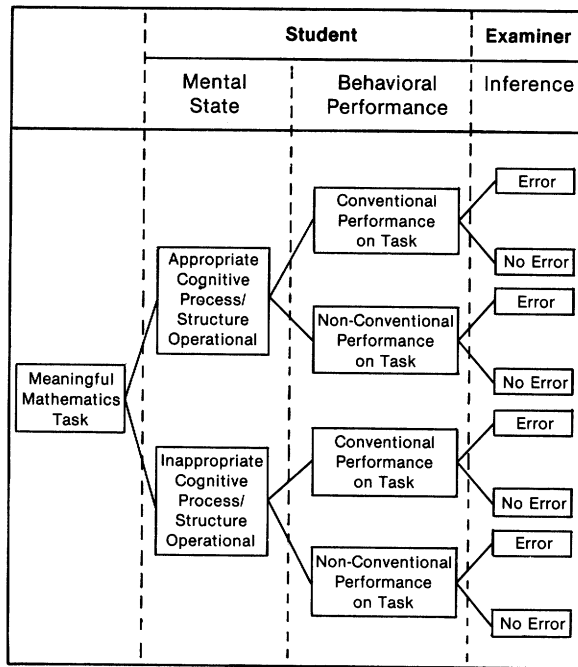 Student
Examiner
Mental
State
Behavioral
Performance
Inference
Meaningful
Mathematics
Task
Appropriate
Cognitive
Process/
Structure
Operational
Conventional
Performance
on Task
Error
No Error
Non-Conventional
Performance
on Task
Error
No Error
Inappropriate
Cognitive
Process/
Structure
Operational
Conventional
Performance
on Task
Error
No Error
Non-Conventional
Performance
on Task
Error
No Error